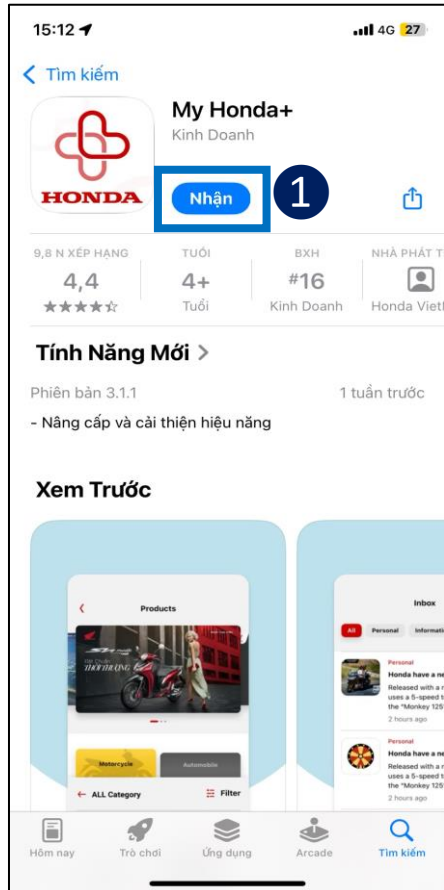 15:12
4G 27
Tìm kiếm
My Honda+
Kinh Doanh
HONDA
Nhận
1
9,8 N XẾP HẠNG TUỔI BXH NHÀ PHÁT T
4,4 4+ #16
Tuổi Kinh Doanh Honda Viet
Tính Năng Mới
Phiên bản 3.1.1 1 tuần trước
- Nâng cấp và cải thiện hiệu năng
Xem Trước
Products
THỜI THƯỢNG
Motorcycle Automobile
ALL Category Filter
Inbox
All Personal Informati
Personal
Honda have a ne
Released with a r
uses a 5-speed t
the "Monkey 125
2 hours ago
Personal
Honda have a ne
Released with a r
uses a 5-speed t
the "Monkey 125
2 hours ago
Hôm nay Trò chơi Ứng dụng Arcade Tìm kiếm